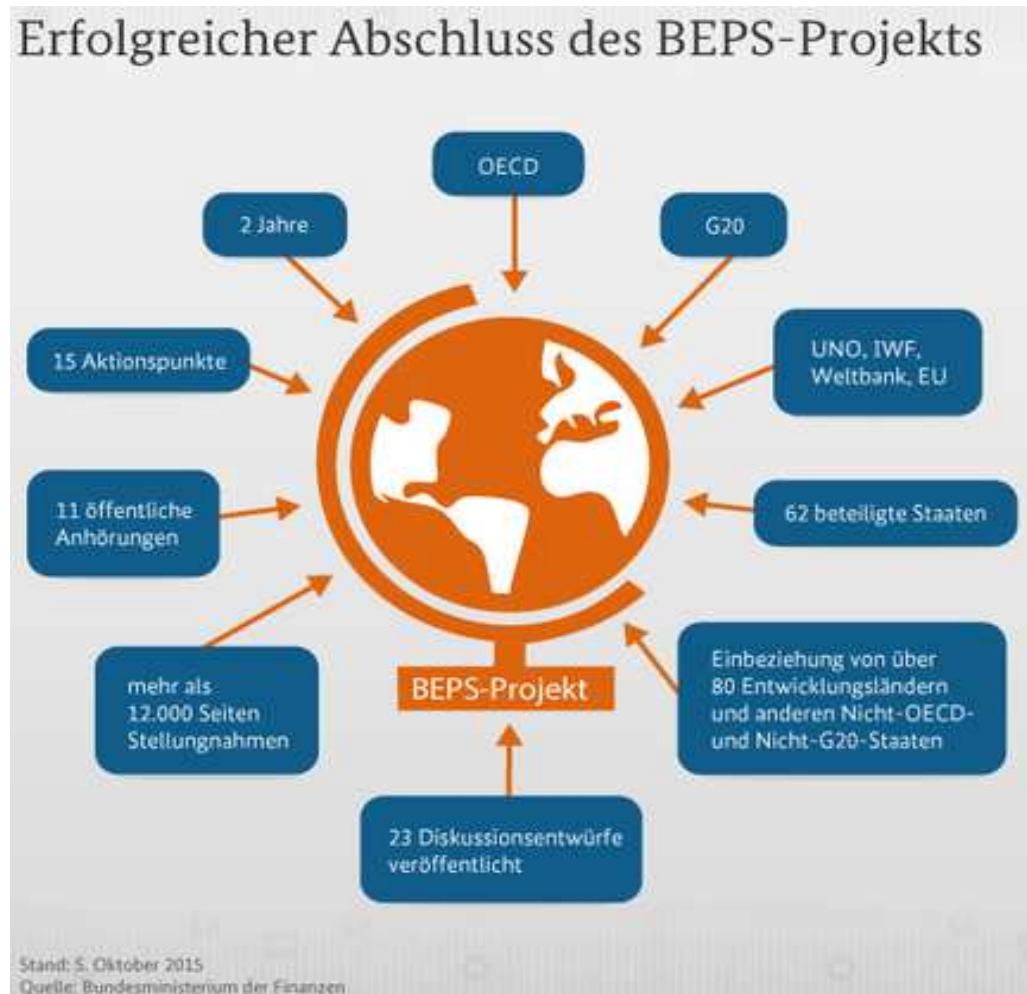 Erfolgreicher Abschluss des BEPS-Projekts
OECD
2 Jahre
G20
15 Aktionspunkte
UNO, IWF,
Weltbank, EU
11 öffentliche
Anhörungen
62 beteiligte Staaten
mehr als
12.000 Seiten
Stellungnahmen
BEPS-Projekt
Einbeziehung von über
80 Entwicklungsländern
und anderen Nicht-OECD-
und Nicht-G20-Staaten
23 Diskussionsentwürfe
veröffentlicht
Stand: 5. Oktober 2015
Quelle: Bundesministerium der Finanzen